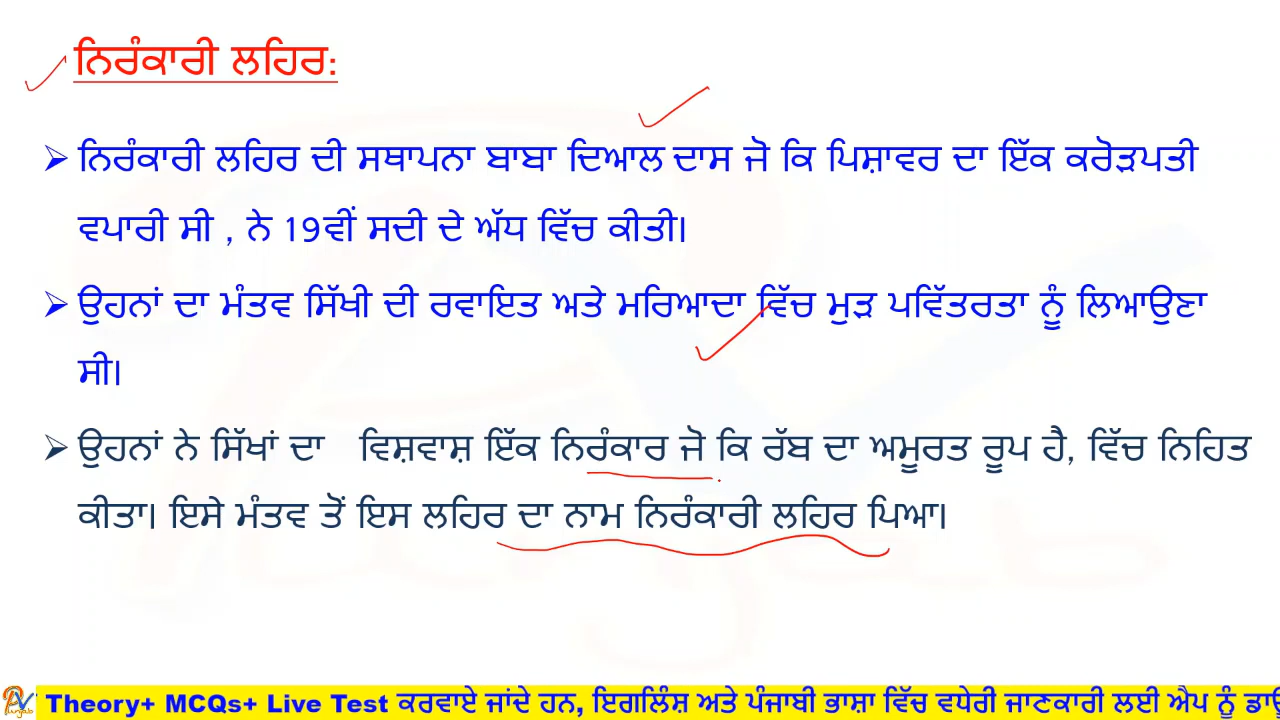 ਨਿਰੰਕਾਰੀ ਲਹਿਰ:
ਨਿਰੰਕਾਰੀ ਲਹਿਰ ਦੀ ਸਥਾਪਨਾ ਬਾਬਾ ਦਿਆਲ ਦਾਸ ਜੋ ਕਿ ਪਿਸ਼ਾਵਰ ਦਾ ਇੱਕ ਕਰੋੜਪਤੀ
ਵਪਾਰੀ ਸੀ , ਨੇ 19ਵੀਂ ਸਦੀ ਦੇ ਅੱਧ ਵਿੱਚ ਕੀਤੀ।
ਉਹਨਾਂ ਦਾ ਮੰਤਵ ਸਿੱਖੀ ਦੀ ਰਵਾਇਤ ਅਤੇ ਮਰਿਆਦਾ ਵਿੱਚ ਮੁੜ ਪਵਿੱਤਰਤਾ ਨੂੰ ਲਿਆਉਣਾ
ਸੀ।
ਉਹਨਾਂ ਨੇ ਸਿੱਖਾਂ ਦਾ ਵਿਸ਼ਵਾਸ਼ ਇੱਕ ਨਿਰੰਕਾਰ ਜੋ ਕਿ ਰੱਬ ਦਾ ਅਮੂਰਤ ਰੂਪ ਹੈ, ਵਿੱਚ ਨਿਹਿਤ
ਕੀਤਾ। ਇਸੇ ਮੰਤਵ ਤੋਂ ਇਸ ਲਹਿਰ ਦਾ ਨਾਮ ਨਿਰੰਕਾਰੀ ਲਹਿਰ ਪਿਆ।
Theory+ MCQs+ Live Test ਕਰਵਾਏ ਜਾਂਦੇ ਹਨ, ਇਗਲਿੰਸ਼ ਅਤੇ ਪੰਜਾਬੀ ਭਾਸ਼ਾ ਵਿੱਚ ਵਧੇਰੀ ਜਾਣਕਾਰੀ ਲਈ ਐਪ ਨੂੰ